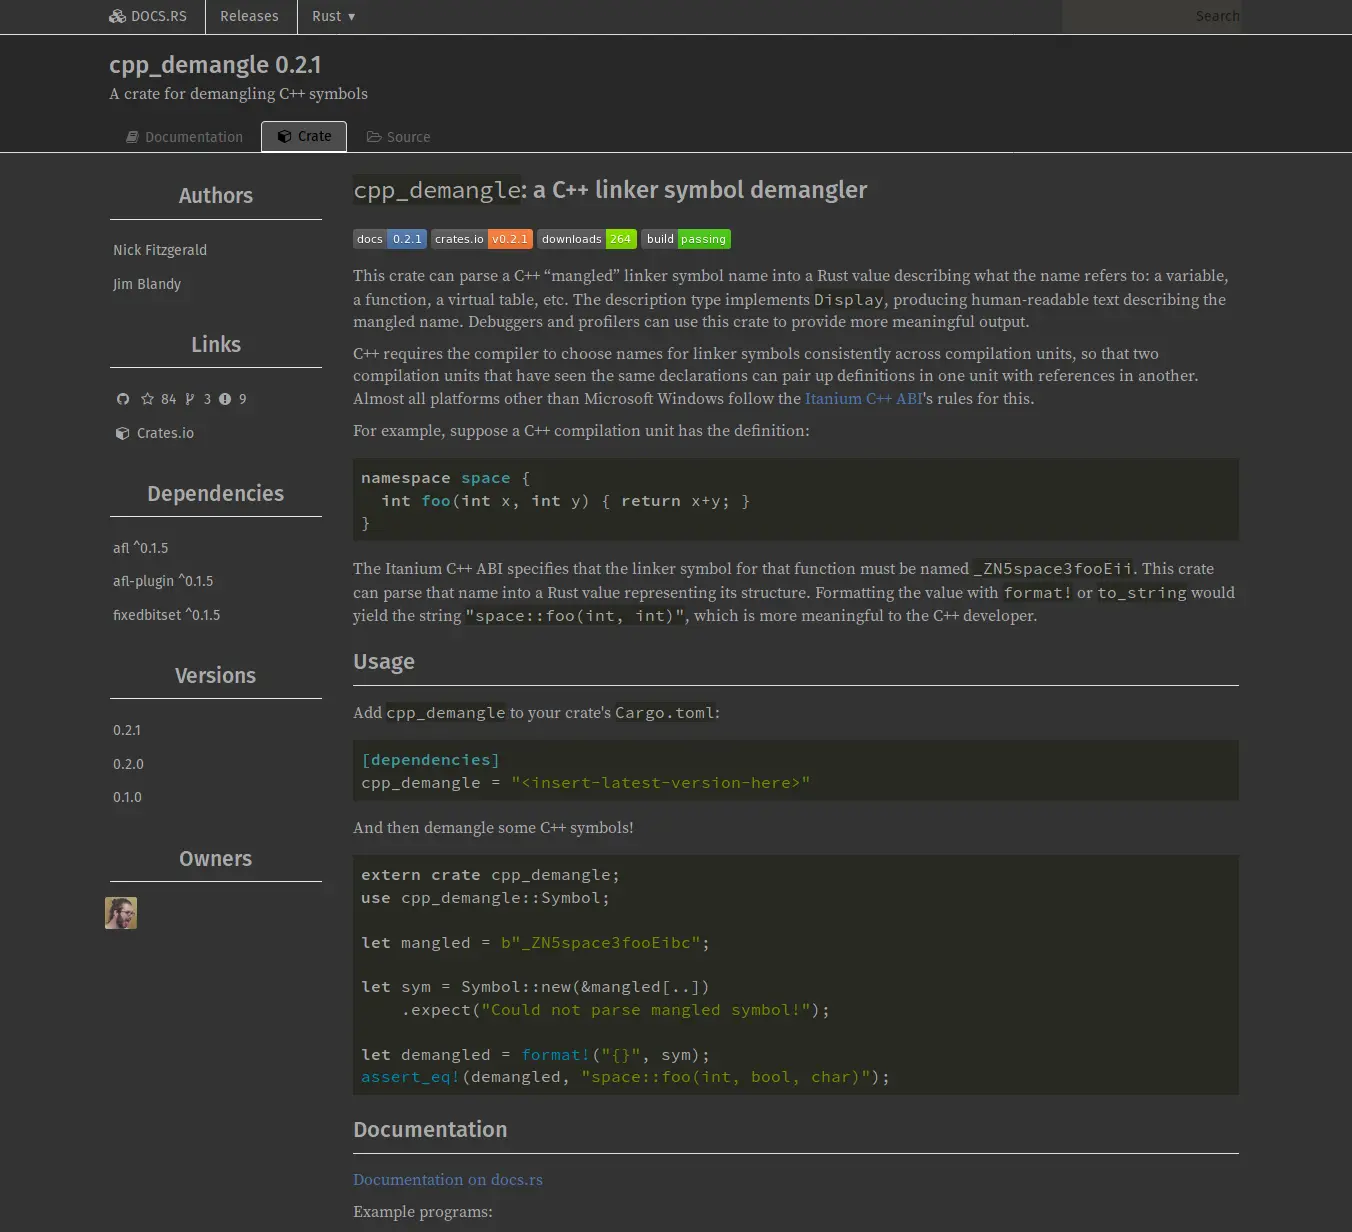 DOCS.RS Releases Rust ▼ Search
cpp_demangle 0.2.1
A crate for demangling C++ symbols
Documentation Crate Source
Authors
Nick Fitzgerald
Jim Blandy
Links
84 3 9
Crates.io
Dependencies
afl ^0.1.5
afl-plugin ^0.1.5
fixedbitset ^0.1.5
Versions
0.2.1
0.2.0
0.1.0
Owners
cpp_demangle: a C++ linker symbol demangler
docs 0.2.1 crates.io v0.2.1 downloads 264 build passing
This crate can parse a C++ “mangled” linker symbol name into a Rust value describing what the name refers to: a variable,
a function, a virtual table, etc. The description type implements Display, producing human-readable text describing the
mangled name. Debuggers and profilers can use this crate to provide more meaningful output.
C++ requires the compiler to choose names for linker symbols consistently across compilation units, so that two
compilation units that have seen the same declarations can pair up definitions in one unit with references in another.
Almost all platforms other than Microsoft Windows follow the Itanium C++ ABI's rules for this.
For example, suppose a C++ compilation unit has the definition:
namespace space {
  int foo(int x, int y) { return x+y; }
}
The Itanium C++ ABI specifies that the linker symbol for that function must be named _ZN5space3fooEii. This crate
can parse that name into a Rust value representing its structure. Formatting the value with format! or to_string would
yield the string "space::foo(int, int)", which is more meaningful to the C++ developer.
Usage
Add cpp_demangle to your crate's Cargo.toml:
[dependencies]
cpp_demangle = "<insert-latest-version-here>"
And then demangle some C++ symbols!
extern crate cpp_demangle;
use cpp_demangle::Symbol;
let mangled = b"_ZN5space3fooEibc";
let sym = Symbol::new(&mangled[..])
    .expect("Could not parse mangled symbol!");
let demangled = format!("{}", sym);
assert_eq!(demangled, "space::foo(int, bool, char)");
Documentation
Documentation on docs.rs
Example programs: